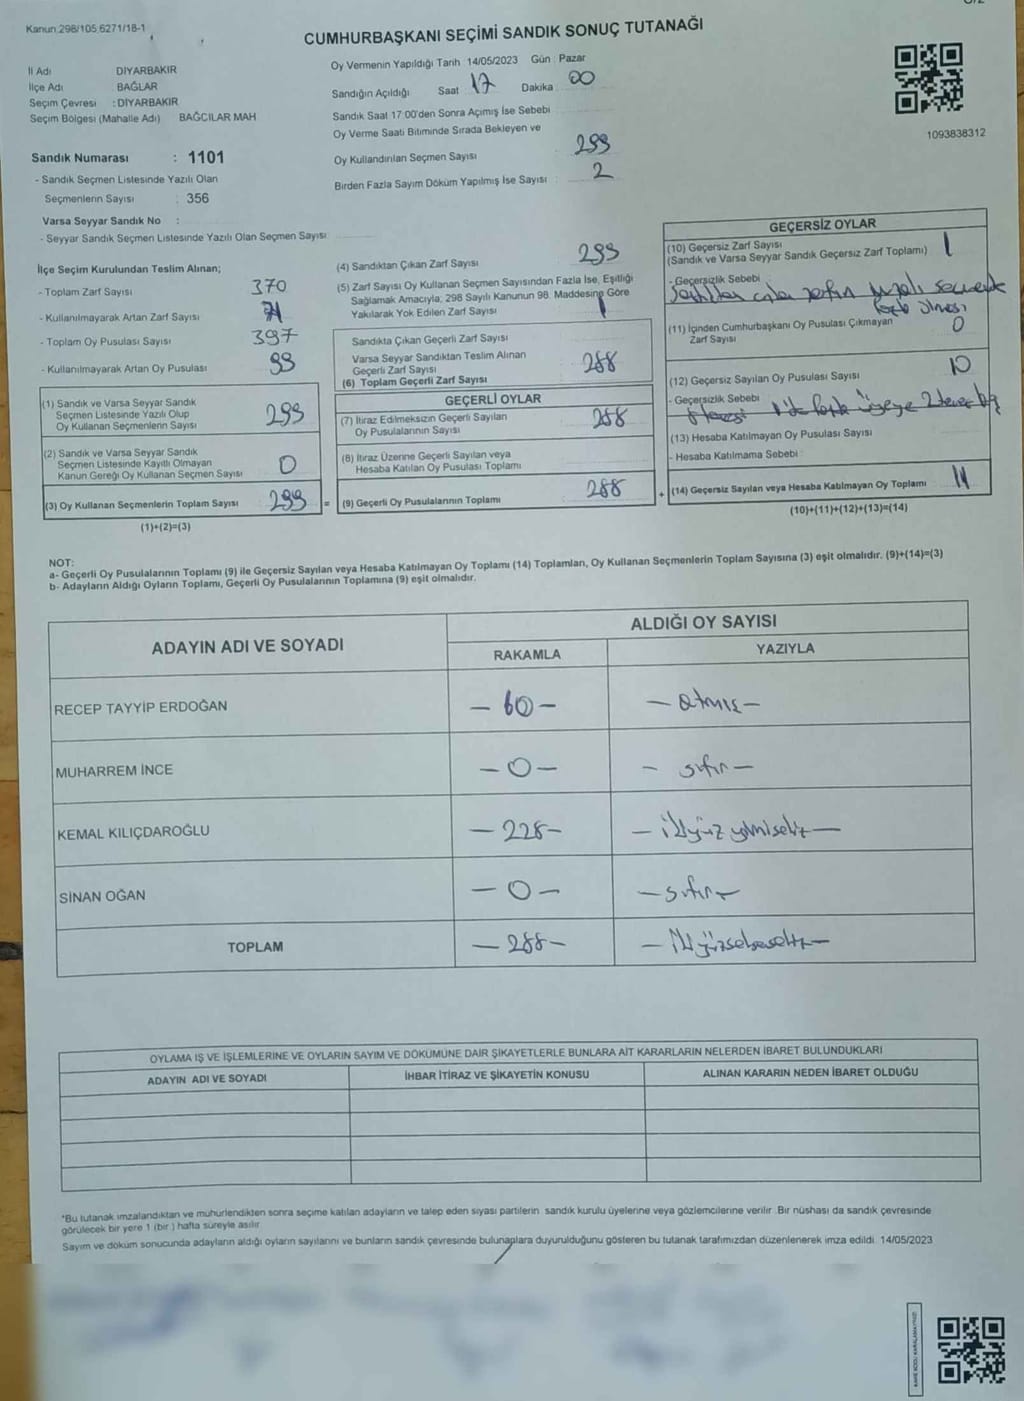 Kanun 298/105,6271/18-1
CUMHURBAŞKANI SEÇİMİ SANDIK SONUÇ TUTANAĞI
İl Adı DİYARBAKIR
İlçe Adı BAĞLAR
Seçim Çevresi : DİYARBAKIR
Seçim Bölgesi (Mahalle Adı) BAĞCILAR MAH
Sandık Numarası : 1101
- Sandık Seçmen Listesinde Yazılı Olan
Seçmenlerin Sayısı : 356
Varsa Seyyar Sandık No :
- Seyyar Sandık Seçmen Listesinde Yazılı Olan Seçmen Sayısı
Oy Vermenin Yapıldığı Tarih 14/05/2023 Gün : Pazar
Sandığın Açıldığı Saat 17 Dakika 00
Sandık Saat 17:00'den Sonra Açımış İse Sebebi
Oy Verme Saati Bitiminde Sırada Bekleyen ve
Oy Kullandırılan Seçmen Sayısı 299
Birden Fazla Sayım Döküm Yapılmış İse Sayısı : 2
1093838312
İlçe Seçim Kurulundan Teslim Alınan;
- Toplam Zarf Sayısı 370
- Kullanılmayarak Artan Zarf Sayısı 71
- Toplam Oy Pusulası Sayısı 397
- Kullanılmayarak Artan Oy Pusulası 99
(1) Sandık ve Varsa Seyyar Sandık
Seçmen Listesinde Yazılı Olup
Oy Kullanan Seçmenlerin Sayısı 299
(2) Sandık ve Varsa Seyyar Sandık
Seçmen Listesinde Kayıtlı Olmayan
Kanun Gereği Oy Kullanan Seçmen Sayısı 0
(3) Oy Kullanan Seçmenlerin Toplam Sayısı 299 =
(1)+(2)=(3)
(4) Sandıktan Çıkan Zarf Sayısı 299
(5) Zarf Sayısı Oy Kullanan Seçmen Sayısından Fazla İse, Eşitliği
Sağlamak Amacıyla, 298 Sayılı Kanunun 98. Maddesine Göre
Yakılarak Yok Edilen Zarf Sayısı 1
Sandıkta Çıkan Geçerli Zarf Sayısı
Varsa Seyyar Sandıktan Teslim Alınan
Geçerli Zarf Sayısı
(6) Toplam Geçerli Zarf Sayısı 288
GEÇERLİ OYLAR
(7) İtiraz Edilmeksizin Geçerli Sayılan
Oy Pusulalarının Sayısı 288
(8) İtiraz Üzerine Geçerli Sayılan veya
Hesaba Katılan Oy Pusulası Toplamı
(9) Geçerli Oy Pusulalarının Toplamı 288 +
GEÇERSİZ OYLAR
(10) Geçersiz Zarf Sayısı
(Sandık ve Varsa Seyyar Sandık Geçersiz Zarf Toplamı) 1
- Geçersizlik Sebebi
olması
(11) İçinden Cumhurbaşkanı Oy Pusulası Çıkmayan
Zarf Sayısı 0
(12) Geçersiz Sayılan Oy Pusulası Sayısı 10
- Geçersizlik Sebebi
(13) Hesaba Katılmayan Oy Pusulası Sayısı
- Hesaba Katılmama Sebebi
(14) Geçersiz Sayılan veya Hesaba Katılmayan Oy Toplamı 11
(10)+(11)+(12)+(13)=(14)
NOT:
a- Geçerli Oy Pusulalarının Toplamı (9) ile Geçersiz Sayılan veya Hesaba Katılmayan Oy Toplamı (14) Toplamları, Oy Kullanan Seçmenlerin Toplam Sayısına (3) eşit olmalıdır. (9)+(14)=(3)
b- Adayların Aldığı Oyların Toplamı, Geçerli Oy Pusulalarının Toplamına (9) eşit olmalıdır.
ADAYIN ADI VE SOYADI ALDIĞI OY SAYISI
RAKAMLA YAZIYLA
RECEP TAYYİP ERDOĞAN - 60 - - Atmış -
MUHARREM İNCE - 0 - - sıfır -
KEMAL KILIÇDAROĞLU - 228 - - ikiyüz yirmisekiz -
SİNAN OĞAN - 0 - - sıfır -
TOPLAM - 288 - - ikiyüzseksensekiz -
OYLAMA İŞ VE İŞLEMLERİNE VE OYLARIN SAYIM VE DÖKÜMÜNE DAİR ŞİKAYETLERLE BUNLARA AİT KARARLARIN NELERDEN İBARET BULUNDUKLARI
ADAYIN ADI VE SOYADI İHBAR İTİRAZ VE ŞİKAYETİN KONUSU ALINAN KARARIN NEDEN İBARET OLDUĞU
*Bu tutanak imzalandıktan ve mühürlendikten sonra seçime katılan adayların ve talep eden siyasi partilerin sandık kurulu üyelerine veya gözlemcilerine verilir. Bir nüshası da sandık çevresinde
görülecek bir yere 1 (bir ) hafta süreyle asılır
Sayım ve döküm sonucunda adayların aldığı oyların sayılarını ve bunların sandık çevresinde bulunanlara duyurulduğunu gösteren bu tutanak tarafımızdan düzenlenerek imza edildi. 14/05/2023